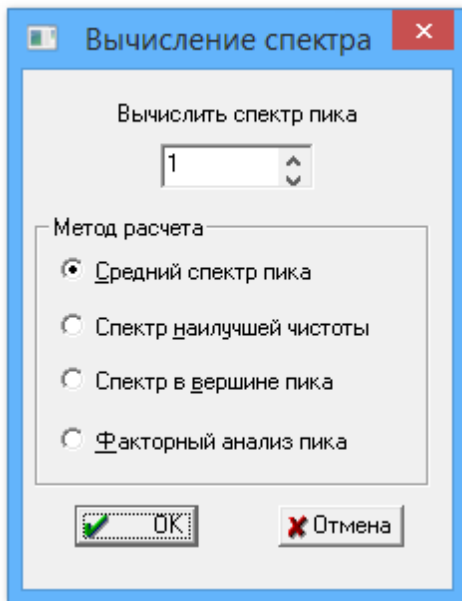 Вычисление спектра
Вычислить спектр пика
1
Метод расчета
Средний спектр пика
Спектр наилучшей чистоты
Спектр в вершине пика
Факторный анализ пика
OK
Отмена